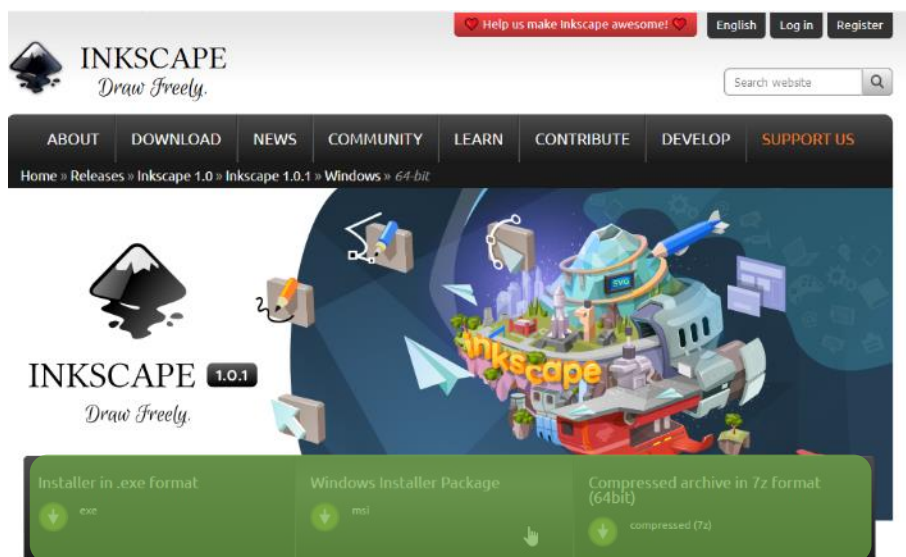 Help us make Inkscape awesome!
English
Log in
Register
INKSCAPE
Draw Freely.
Search website
ABOUT
DOWNLOAD
NEWS
COMMUNITY
LEARN
CONTRIBUTE
DEVELOP
SUPPORT US
Home » Releases » Inkscape 1.0 » Inkscape 1.0.1 » Windows » 64-bit
SVG
inkscape
INKSCAPE 1.0.1
Draw Freely.
Installer in .exe format
exe
Windows Installer Package
msi
Compressed archive in 7z format
(64bit)
compressed (7z)